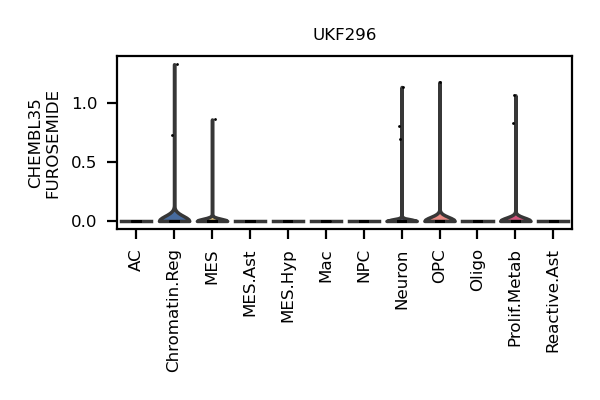 UKF296
CHEMBL35
FUROSEMIDE
1.0
0.5
0.0
AC
Chromatin.Reg
MES
MES.Ast
MES.Hyp
Mac
NPC
Neuron
OPC
Oligo
Prolif.Metab
Reactive.Ast